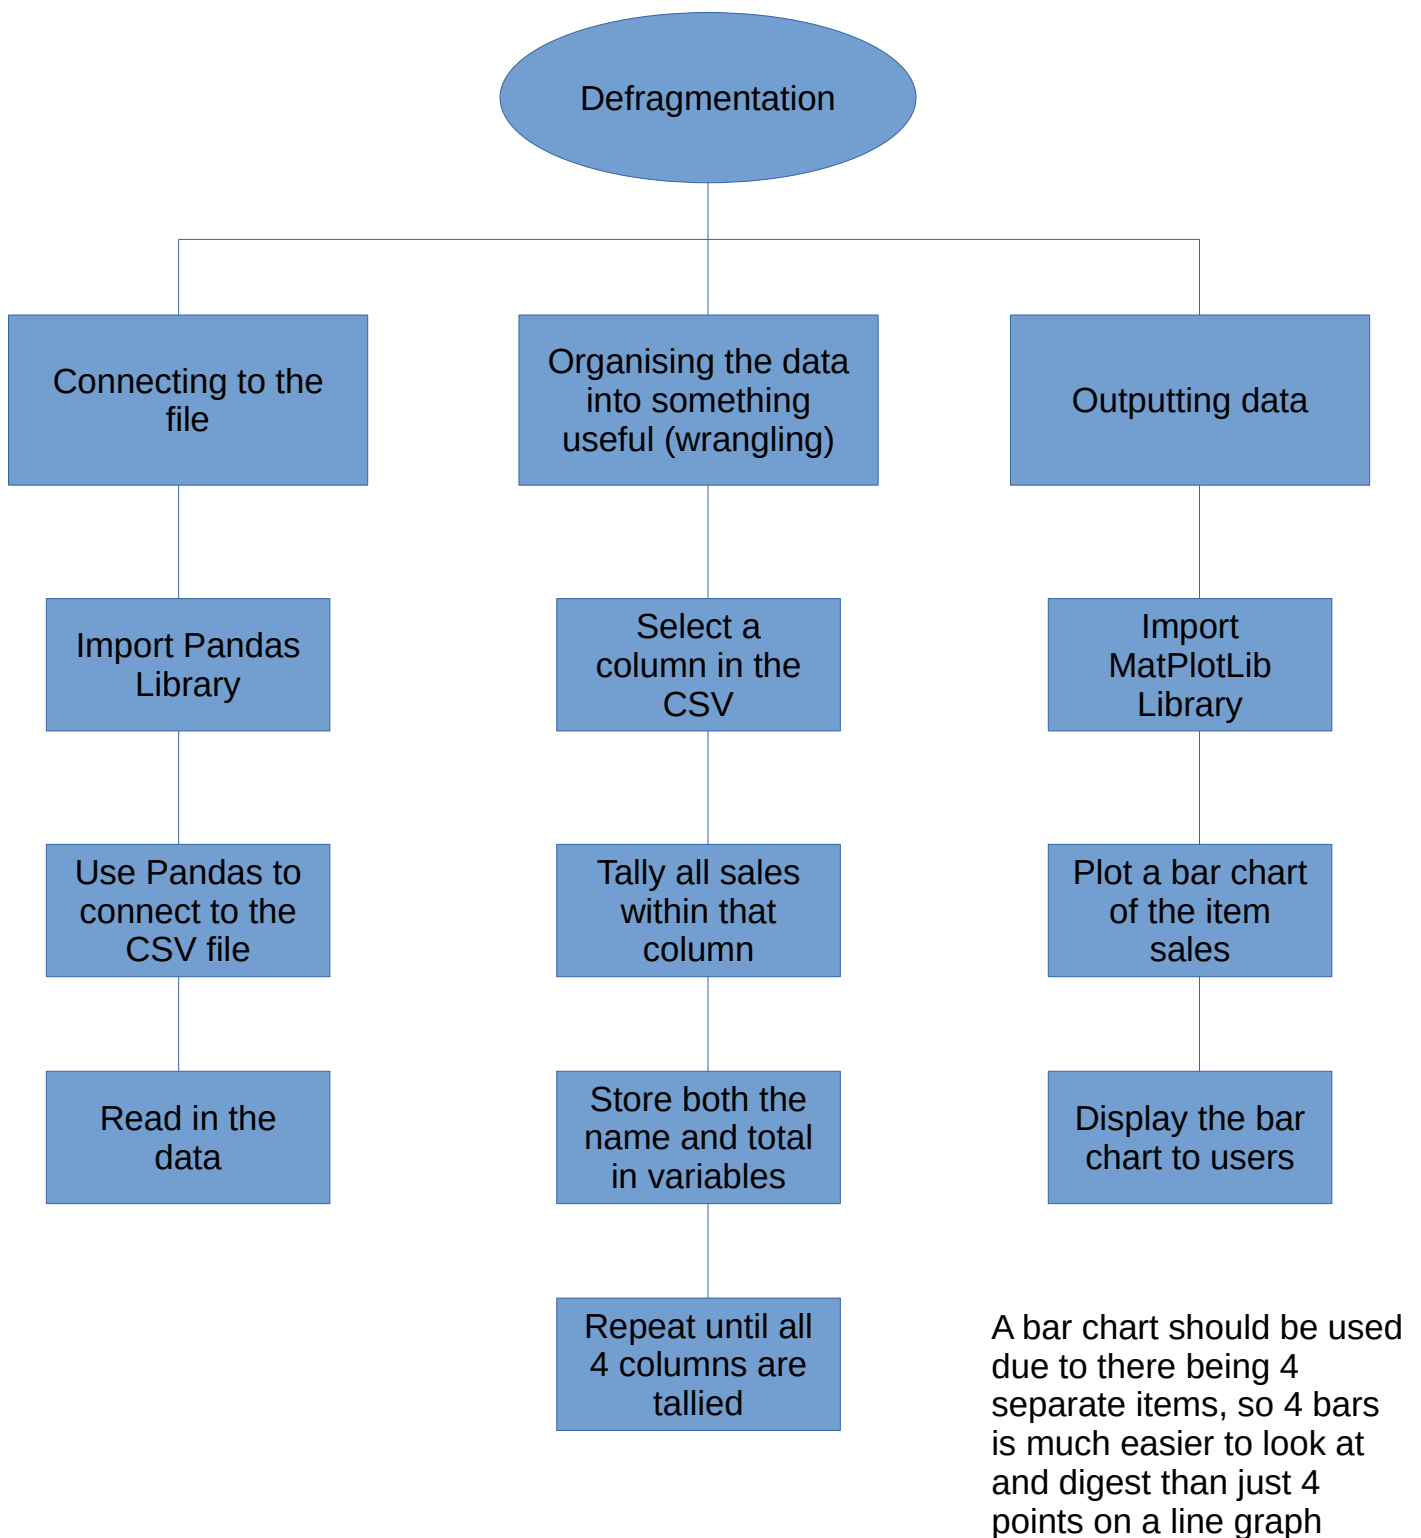 Defragmentation
Connecting to the
file
Organising the data
into something
useful (wrangling)
Outputting data
Import Pandas
Library
Select a
column in the
CSV
Import
MatPlotLib
Library
Use Pandas to
connect to the
CSV file
Tally all sales
within that
column
Plot a bar chart
of the item
sales
Read in the
data
Store both the
name and total
in variables
Display the bar
chart to users
Repeat until all
4 columns are
tallied
A bar chart should be used
due to there being 4
separate items, so 4 bars
is much easier to look at
and digest than just 4
points on a line graph